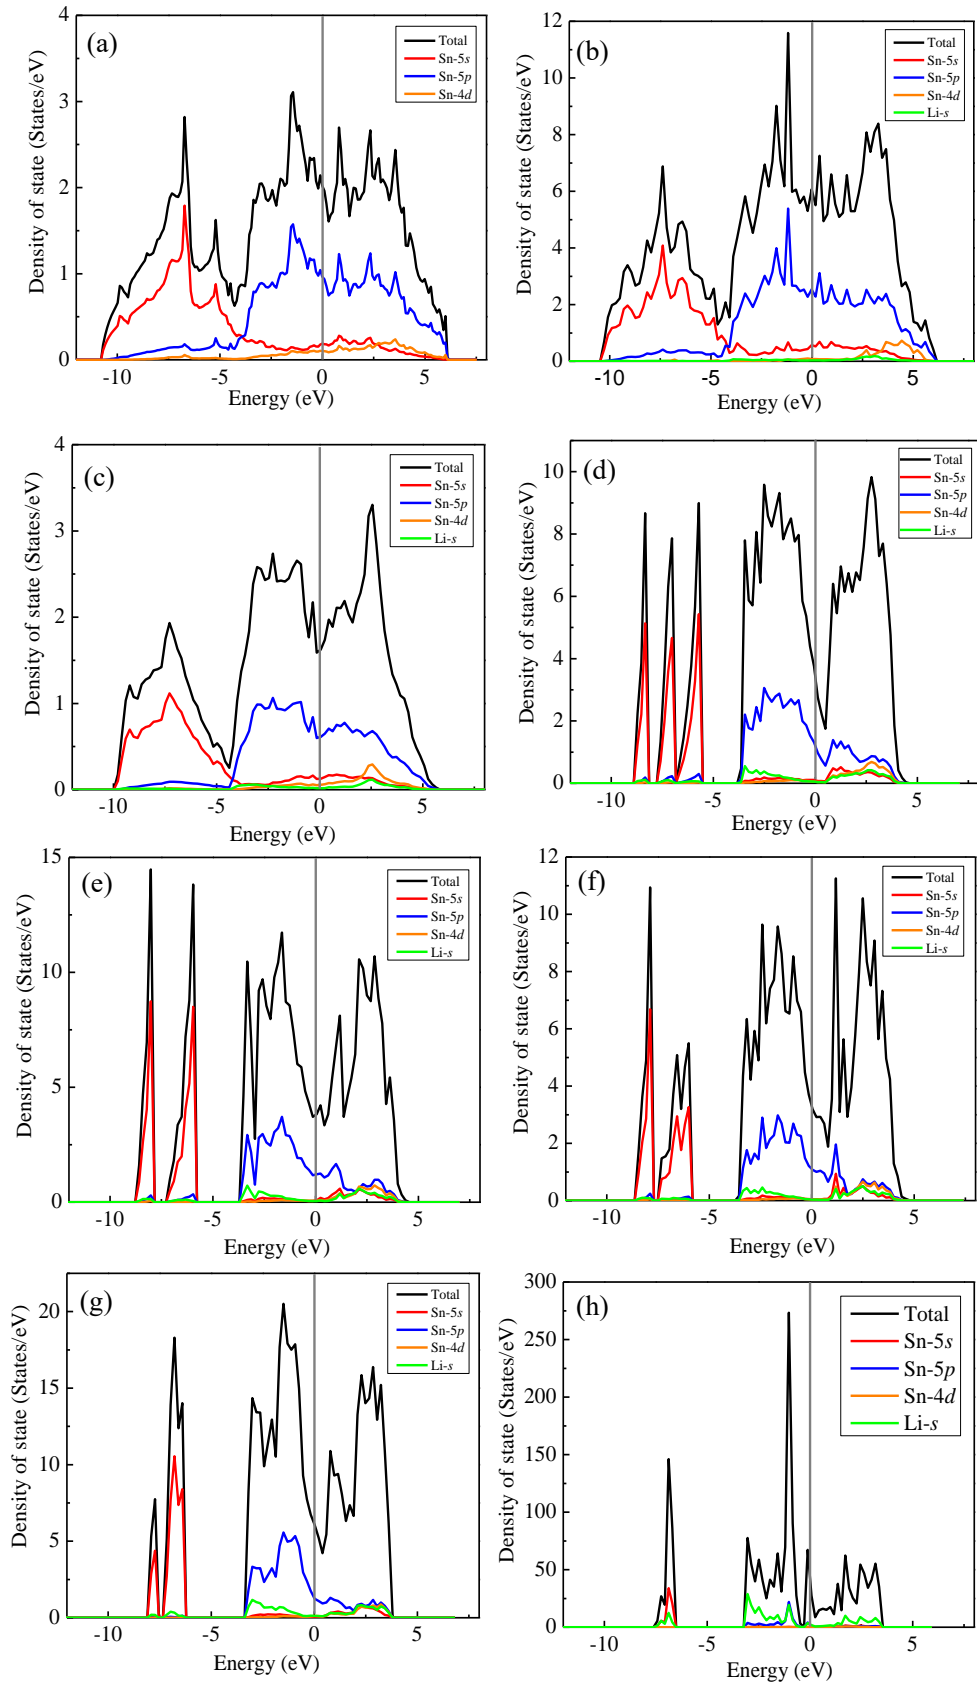 (a)
Total
Sn-5s
Sn-5p
Sn-4d
Density of state (States/eV)
4
3
2
1
0
-10
-5
0
5
Energy (eV)
(b)
Total
Sn-5s
Sn-5p
Sn-4d
Li-s
Density of state (States/eV)
12
10
8
6
4
2
0
-10
-5
0
5
Energy (eV)
(c)
Total
Sn-5s
Sn-5p
Sn-4d
Li-s
Density of state (States/eV)
4
3
2
1
0
-10
-5
0
5
Energy (eV)
(d)
Total
Sn-5s
Sn-5p
Sn-4d
Li-s
Density of state (States/eV)
10
8
6
4
2
0
-10
-5
0
5
Energy (eV)
(e)
Total
Sn-5s
Sn-5p
Sn-4d
Li-s
Density of state (States/eV)
15
10
5
0
-10
-5
0
5
Energy (eV)
(f)
Total
Sn-5s
Sn-5p
Sn-4d
Li-s
Density of state (States/eV)
12
10
8
6
4
2
0
-10
-5
0
5
Energy (eV)
(g)
Total
Sn-5s
Sn-5p
Sn-4d
Li-s
Density of state (States/eV)
20
15
10
5
0
-10
-5
0
5
Energy (eV)
(h)
Total
Sn-5s
Sn-5p
Sn-4d
Li-s
Density of state (States/eV)
300
250
200
150
100
50
0
-10
-5
0
5
Energy (eV)